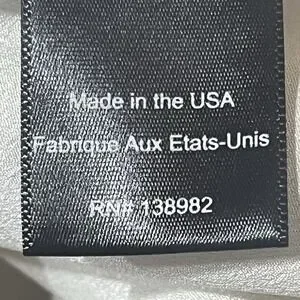 Made in the USA
Fabrique Aux Etats-Unis
RN# 138982